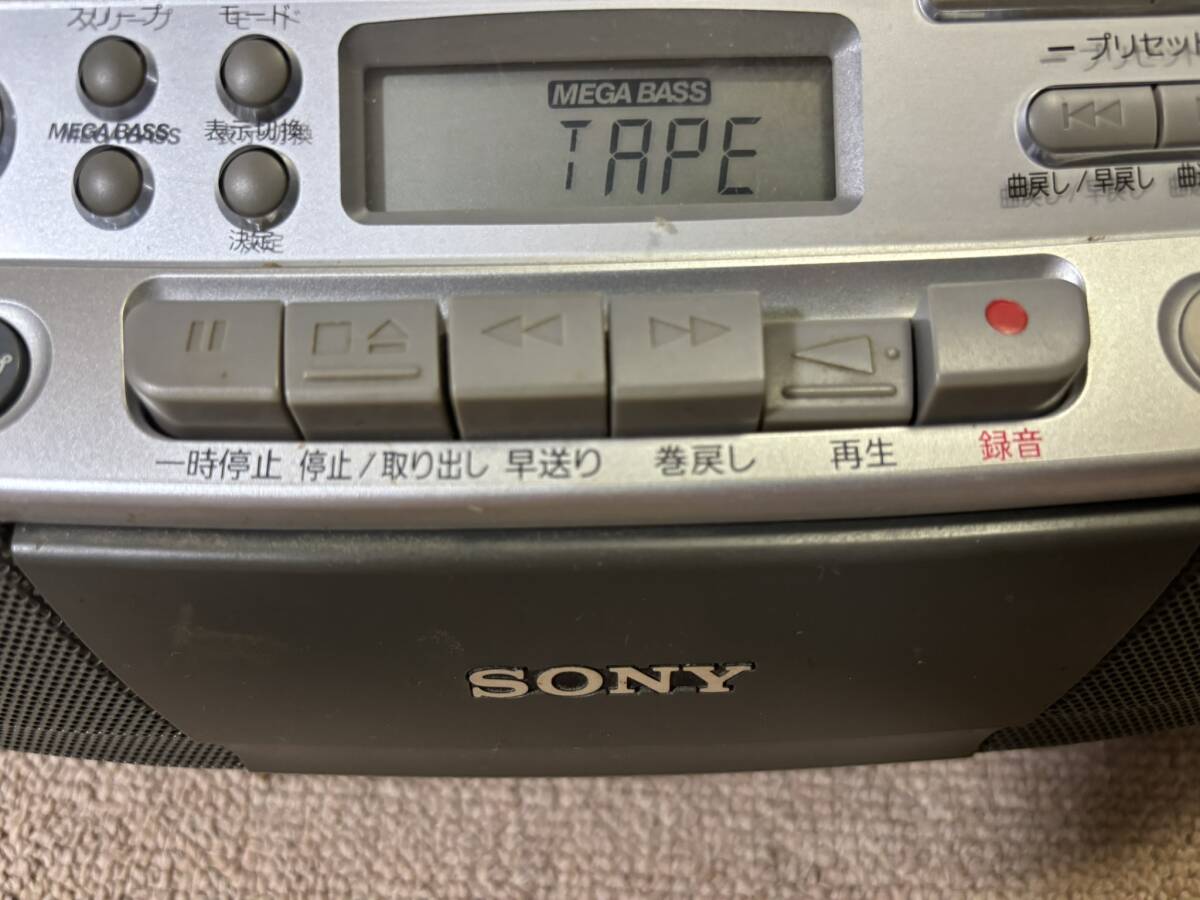 スリープ モード
MEGA BASS 表示切換
決定
MEGA BASS
TAPE
ー プリセット
曲戻し / 早戻し
一時停止 停止 / 取り出し 早送り 巻戻し 再生 録音
SONY